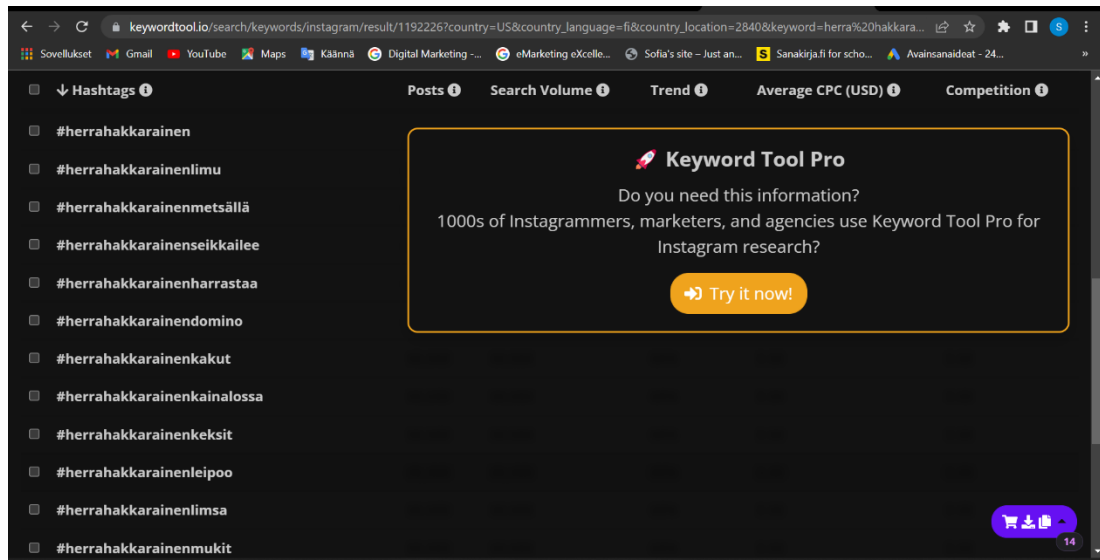 keywordtool.io/search/keywords/instagram/result/1192226?country=US&country_language=fi&country_location=2840&keyword=herra%20hakkara...
S
Sovellukset Gmail YouTube Maps Käännä Digital Marketing -... eMarketing eXcelle... Sofia's site – Just an... S Sanakirja.fi for scho... Avainsanaideat - 24... »
Hashtags Posts Search Volume Trend Average CPC (USD) Competition
#herrahakkarainen
#herrahakkarainenlimu
#herrahakkarainenmetsällä
#herrahakkarainenseikkailee
#herrahakkarainenharrastaa
#herrahakkarainendomino
#herrahakkarainenkakut
#herrahakkarainenkainalossa
#herrahakkarainenkeksit
#herrahakkarainenleipoo
#herrahakkarainenlimsa
#herrahakkarainenmukit
Keyword Tool Pro
Do you need this information?
1000s of Instagrammers, marketers, and agencies use Keyword Tool Pro for
Instagram research?
Try it now!
14